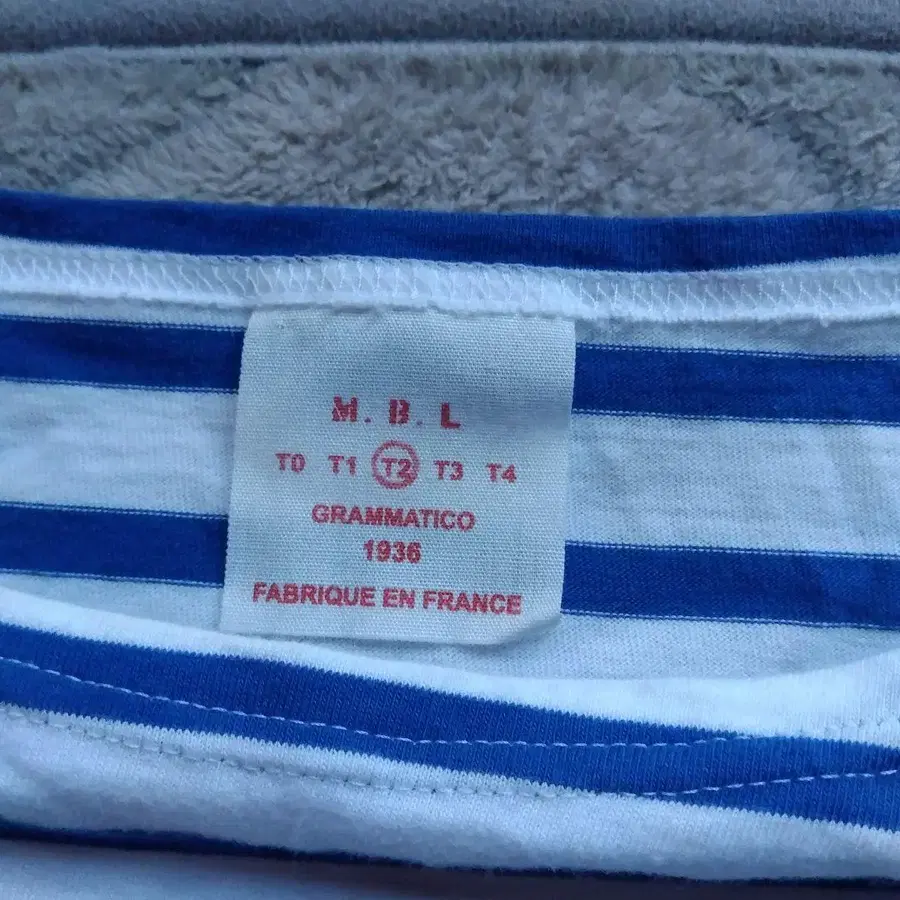 M. B. L
T0 T1 T2 T3 T4
GRAMMATICO
1936
FABRIQUE EN FRANCE